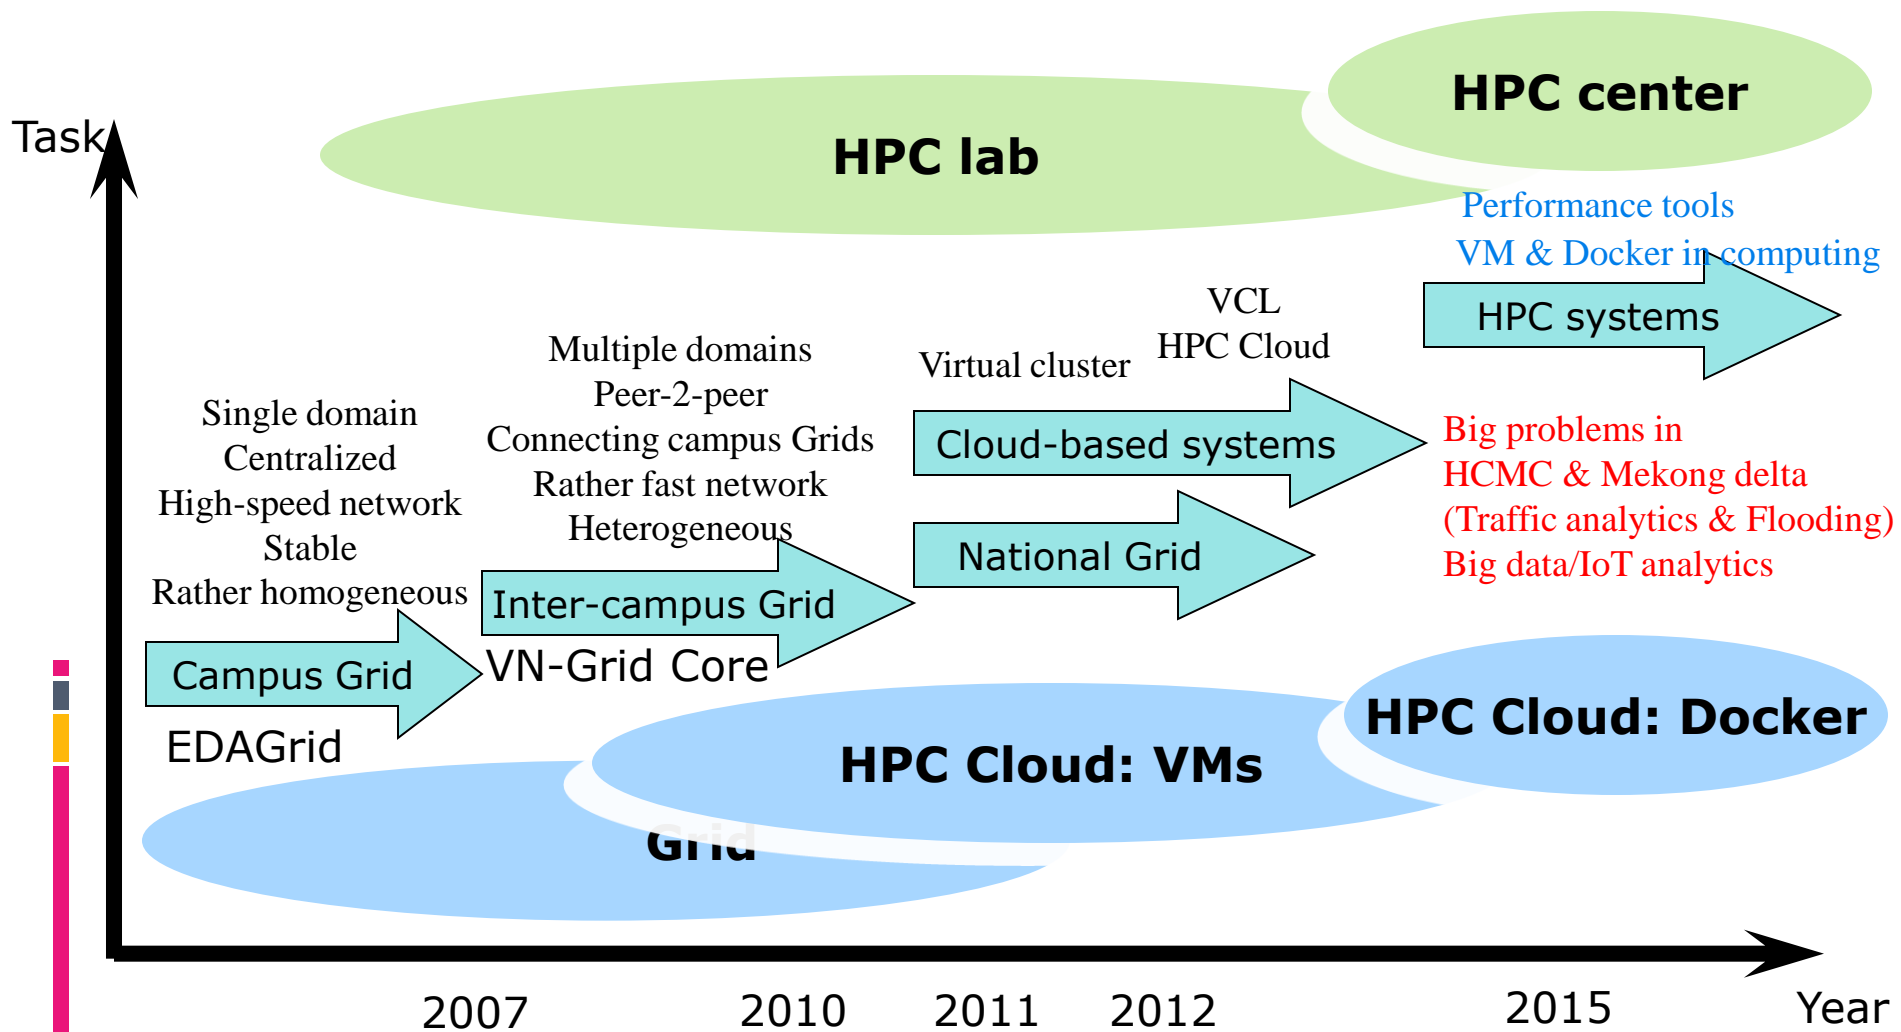 HPC center
HPC lab
Task
Performance tools
VM & Docker in computing
HPC systems
VCL
HPC Cloud
Virtual cluster
Cloud-based systems
Multiple domains
Peer-2-peer
Connecting campus Grids
Rather fast network
Heterogeneous
Single domain
Centralized
High-speed network
Stable
Rather homogeneous
Big problems in
HCMC & Mekong delta
(Traffic analytics & Flooding)
Big data/IoT analytics
National Grid
Inter-campus Grid
VN-Grid Core
Campus Grid
EDAGrid
HPC Cloud: Docker
HPC Cloud: VMs
Grid
2007
2010
2011
2012
2015
Year